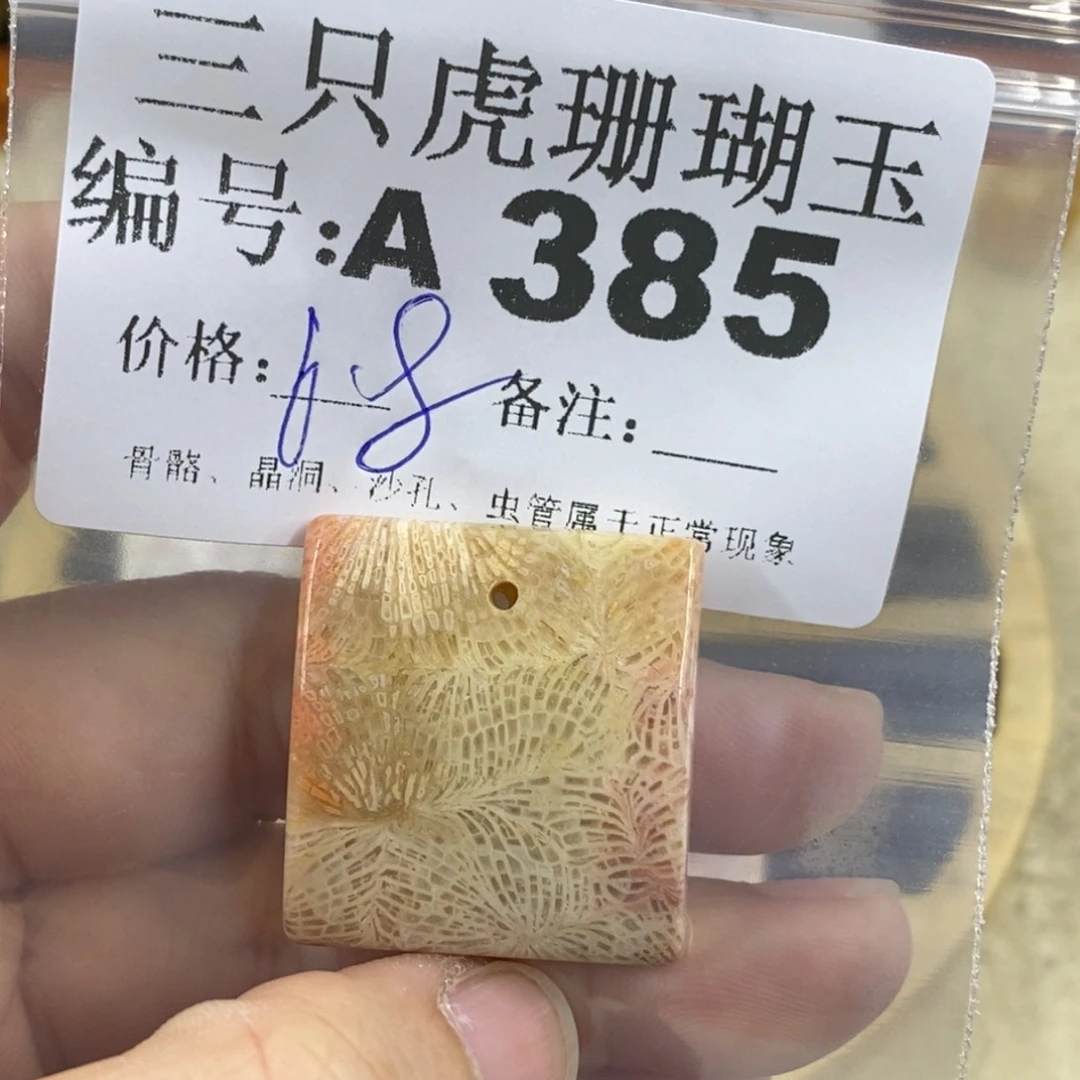 三只虎珊瑚玉
编号:A 385
价格: 备注:
骨骼、晶洞、沙孔、虫管属于正常现象